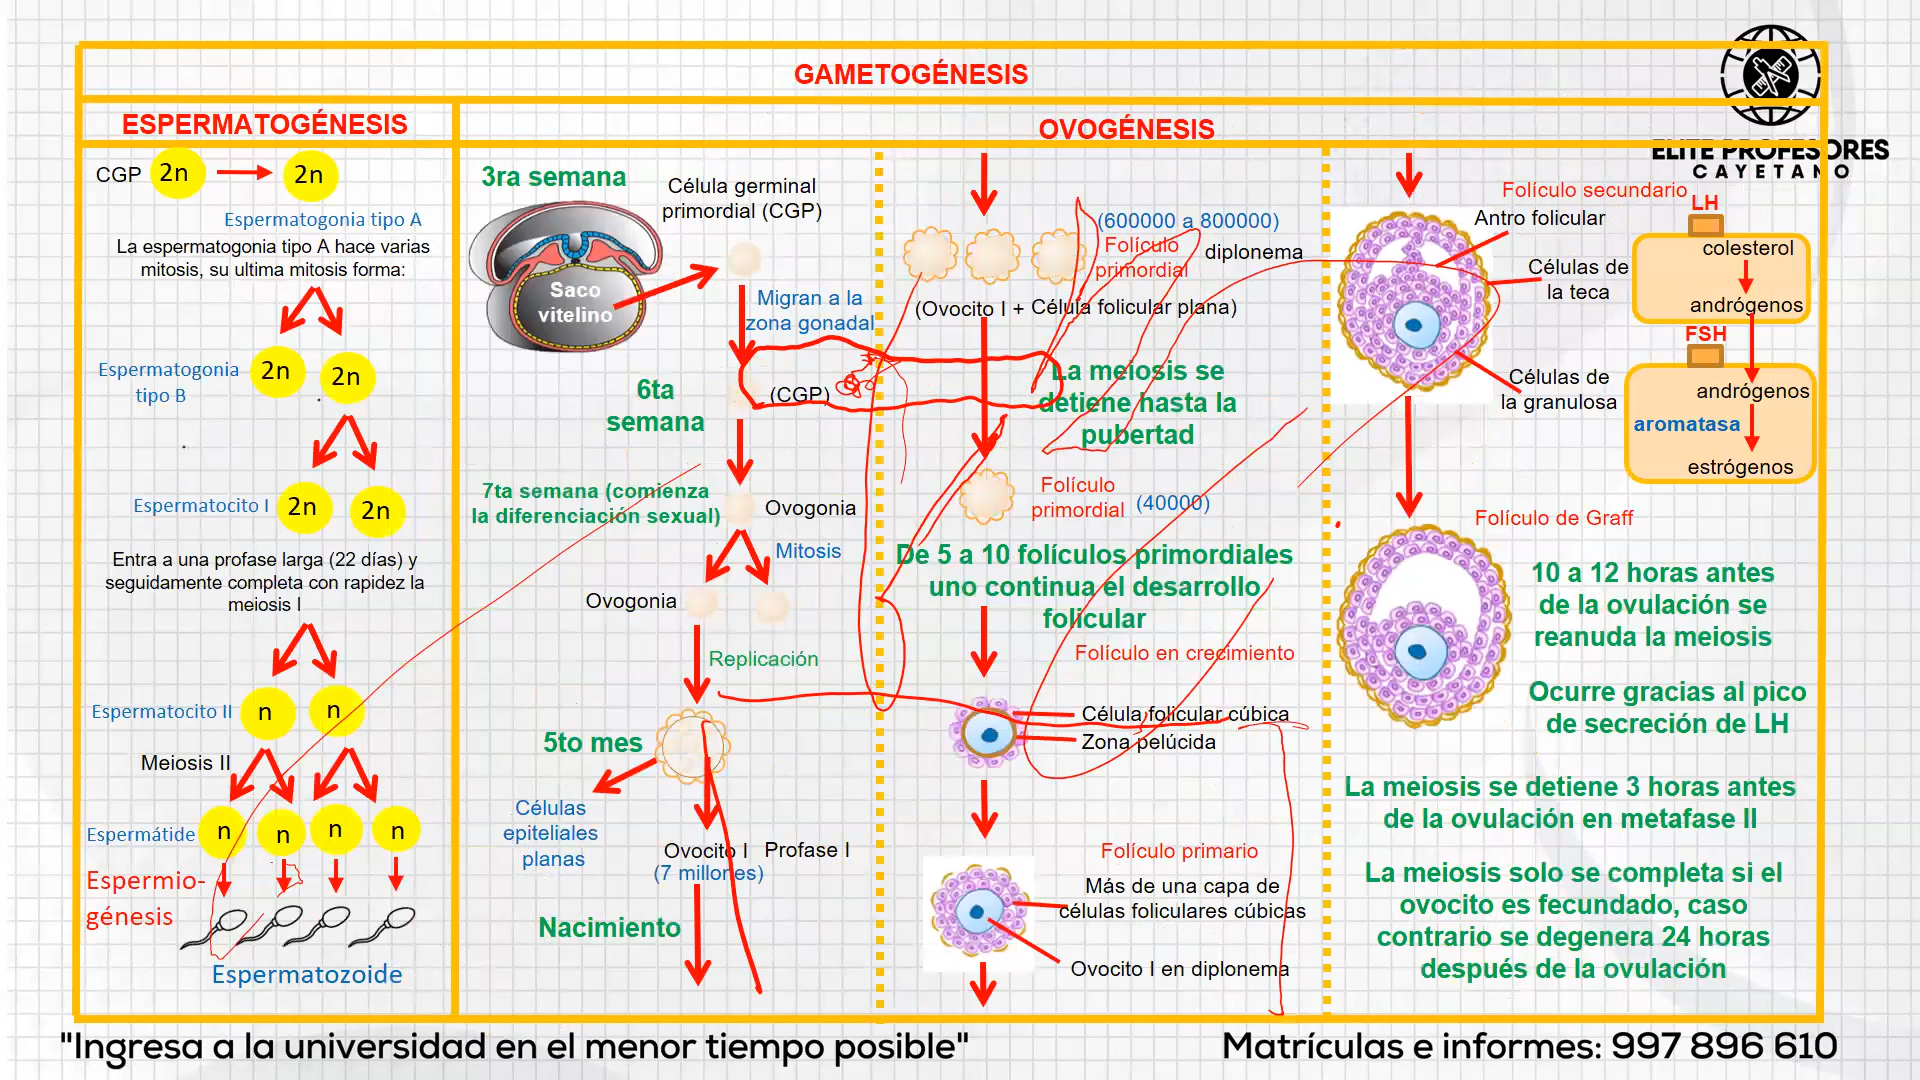 GAMETOGÉNESIS
ELITE PROFESORES
CAYETANO
ESPERMATOGÉNESIS
CGP 2n 2n
Espermatogonia tipo A
La espermatogonia tipo A hace varias
mitosis, su ultima mitosis forma:
Espermatogonia
tipo B
2n 2n
Espermatocito I 2n 2n
Entra a una profase larga (22 días) y
seguidamente completa con rapidez la
meiosis I
Espermatocito II n n
Meiosis II
Espermátide n n n n
Espermio-
génesis
Espermatozoide
OVOGÉNESIS
3ra semana
Célula germinal
primordial (CGP)
Saco
vitelino
Migran a la
zona gonadal
6ta
semana
(CGP)
7ta semana (comienza
la diferenciación sexual)
Ovogonia
Mitosis
Ovogonia
Replicación
5to mes
Células
epiteliales
planas
Ovocito I Profase I
(7 millones)
Nacimiento
(600000 a 800000)
Folículo
primordial
diplonema
(Ovocito I + Célula folicular plana)
La meiosis se
detiene hasta la
pubertad
Folículo
primordial (40000)
De 5 a 10 folículos primordiales
uno continua el desarrollo
folicular
Folículo en crecimiento
Célula folicular cúbica
Zona pelúcida
Folículo primario
Más de una capa de
células foliculares cúbicas
Ovocito I en diplonema
Folículo secundario
Antro folicular
Células de
la teca
Células de
la granulosa
LH
colesterol
andrógenos
FSH
andrógenos
aromatasa
estrógenos
Folículo de Graff
10 a 12 horas antes
de la ovulación se
reanuda la meiosis
Ocurre gracias al pico
de secreción de LH
La meiosis se detiene 3 horas antes
de la ovulación en metafase II
La meiosis solo se completa si el
ovocito es fecundado, caso
contrario se degenera 24 horas
después de la ovulación
"Ingresa a la universidad en el menor tiempo posible"
Matrículas e informes: 997 896 610